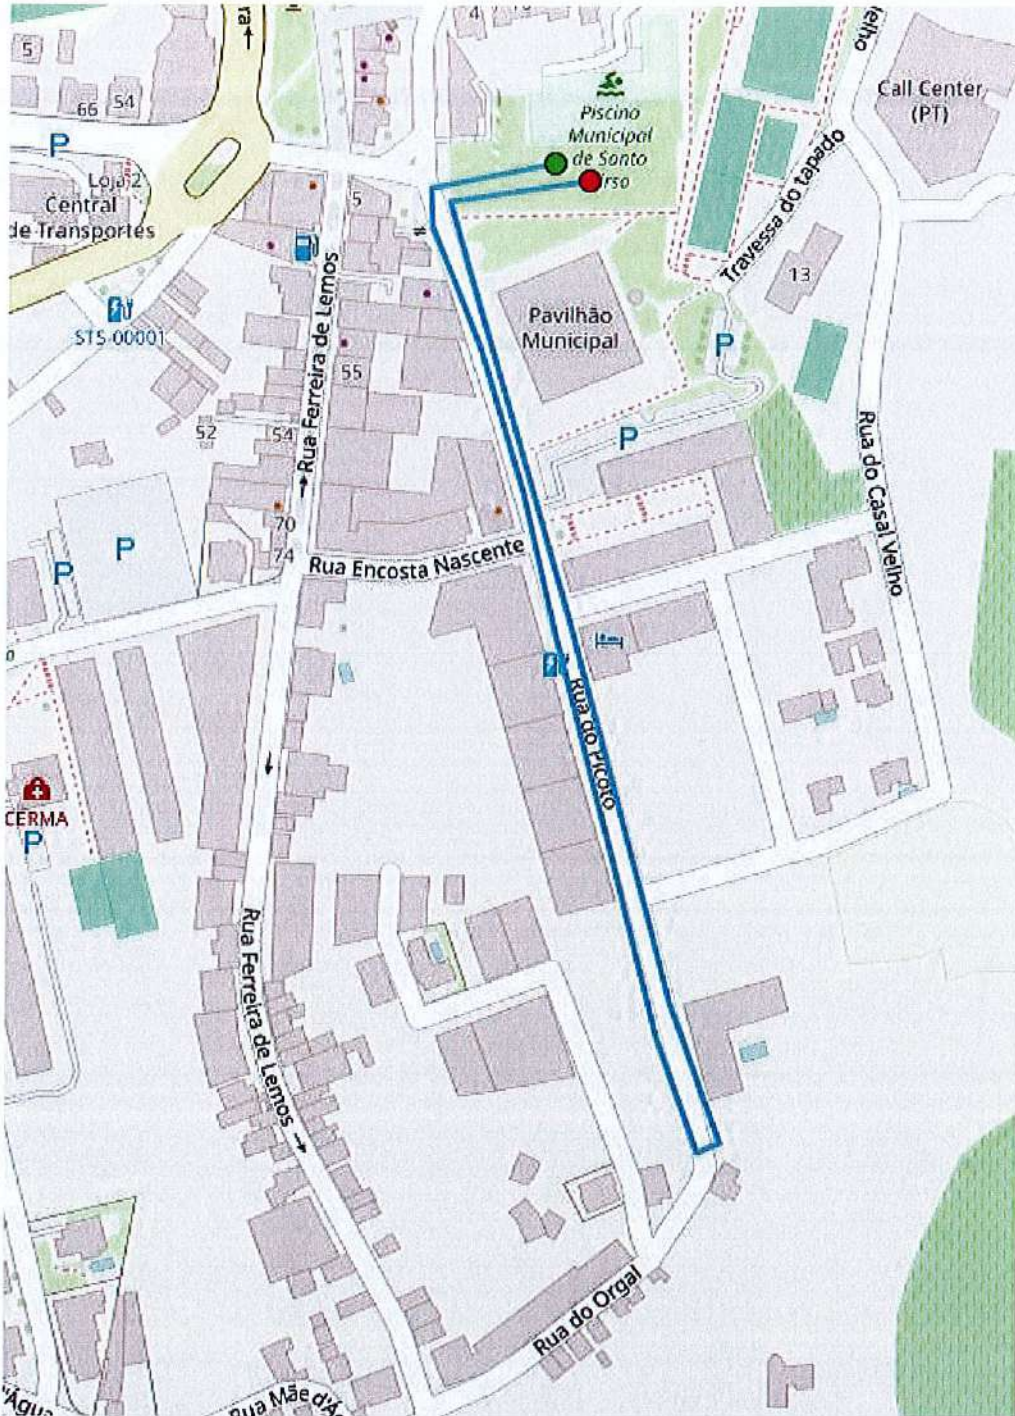 4
5
66
54
P
Loja 2
Central
de Transportes
STS-00001
5
Piscina
Municipal
de Santo
Tirso
Call Center
(PT)
Travessa do tapado
13
Pavilhão
Municipal
P
P
Rua Ferreira de Lemos
55
52
54
70
74
P
P
Rua Encosta Nascente
Rua do Casal Velho
Rua do Picoto
CERMA
P
Rua Ferreira de Lemos
Rua do Orgal
Rua Mãe d'Á